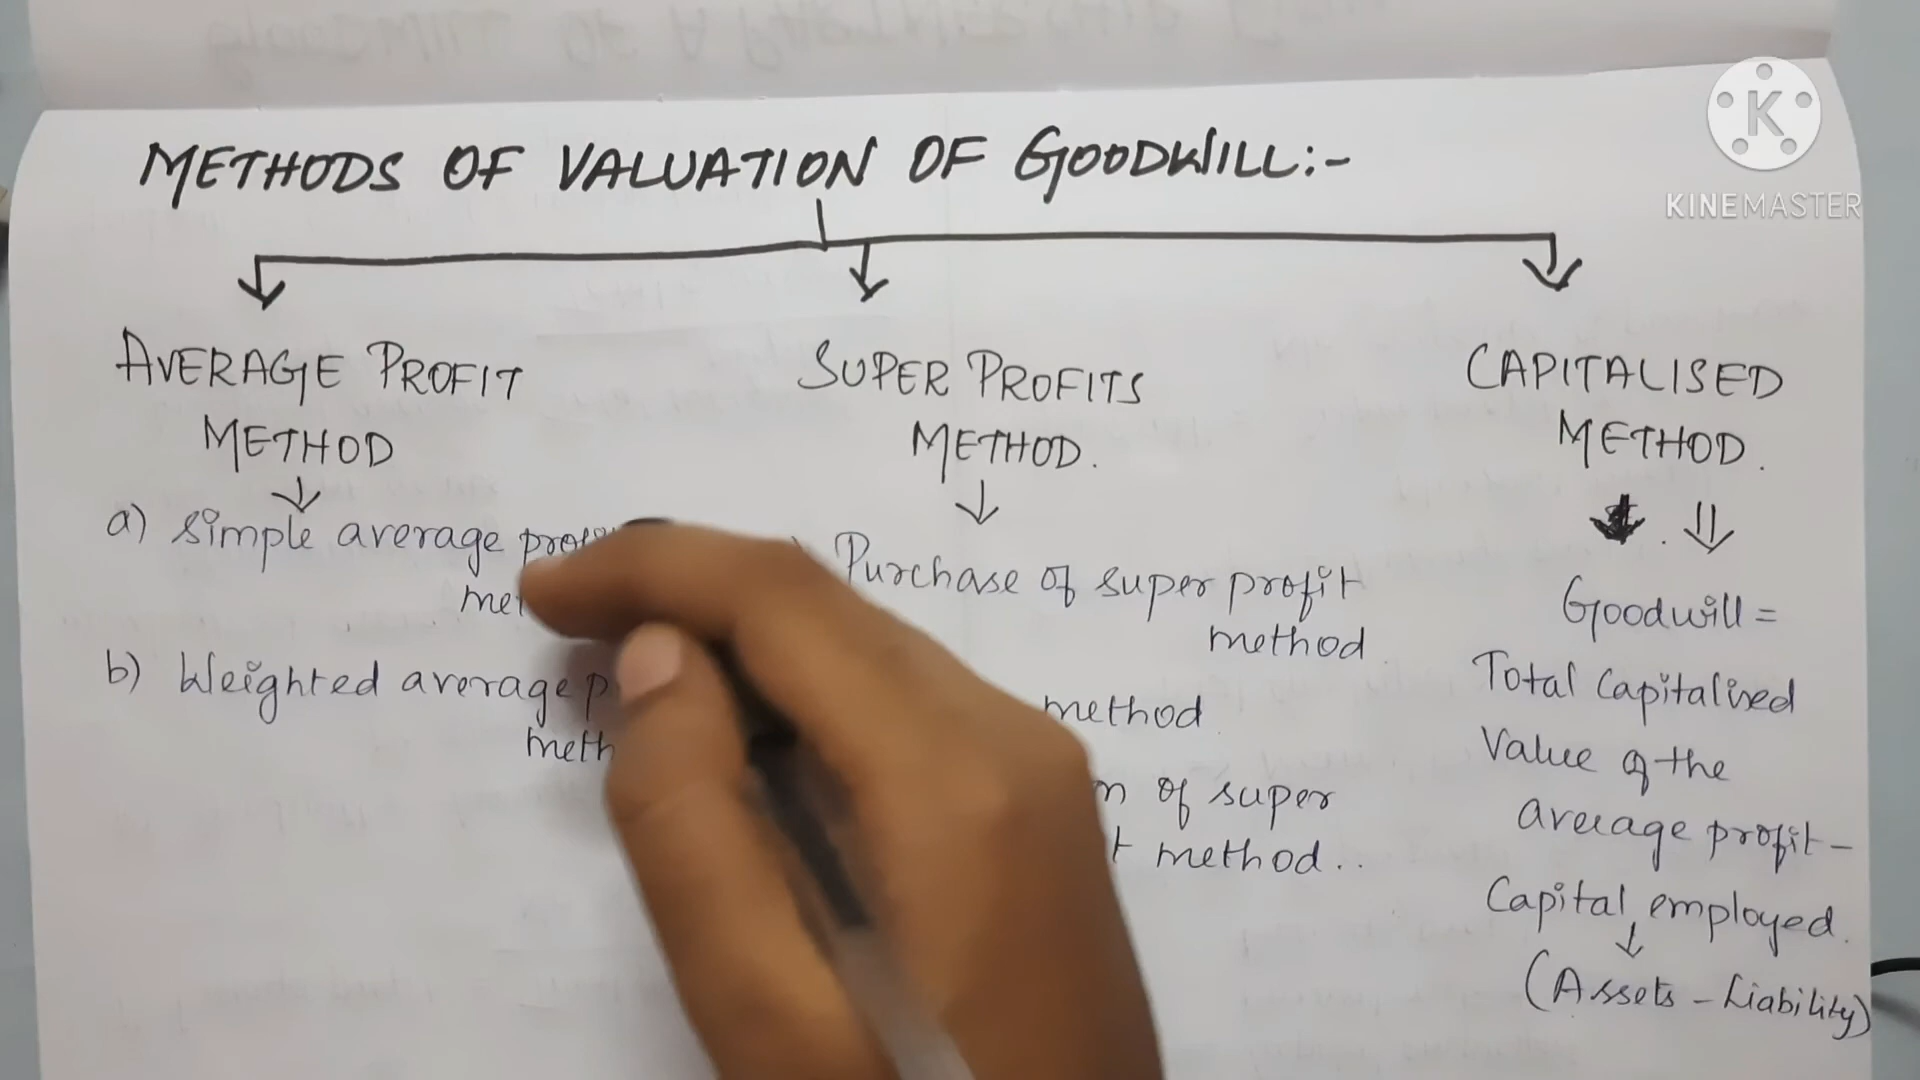 METHODS OF VALUATION OF GOODWILL:-
AVERAGE PROFIT
METHOD
a) Simple average
b) Weighted average
SUPER PROFITS
METHOD.
Purchase of super profit
method
method
of super
method..
CAPITALISED
METHOD.
Goodwill =
Total Capitalised
Value of the
average profit -
Capital employed.
(Assets - Liability)
K
KINEMASTER